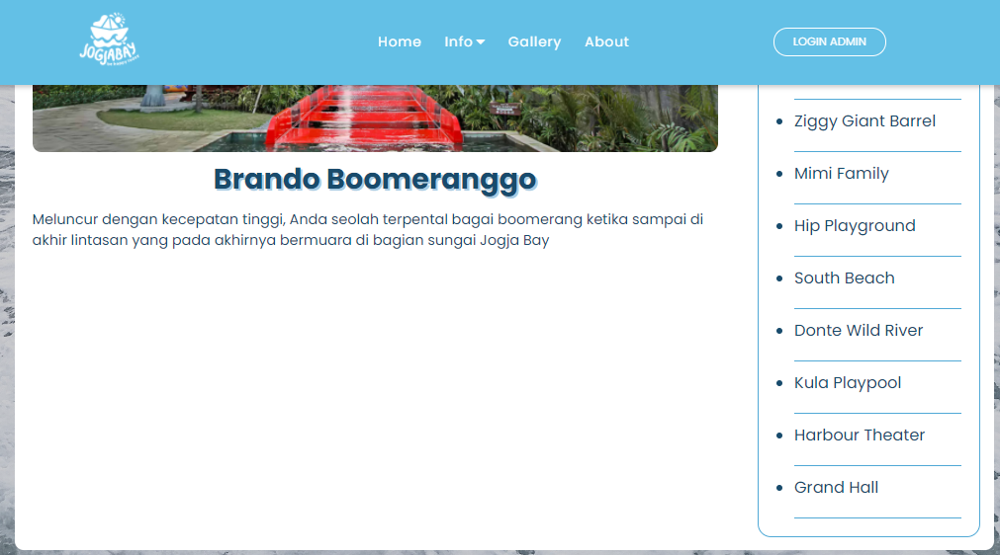 JOGJABAY
Home
Info
Gallery
About
LOGIN ADMIN
Brando Boomeranggo
Meluncur dengan kecepatan tinggi, Anda seolah terpental bagai boomerang ketika sampai di
akhir lintasan yang pada akhirnya bermuara di bagian sungai Jogja Bay
Ziggy Giant Barrel
Mimi Family
Hip Playground
South Beach
Donte Wild River
Kula Playpool
Harbour Theater
Grand Hall